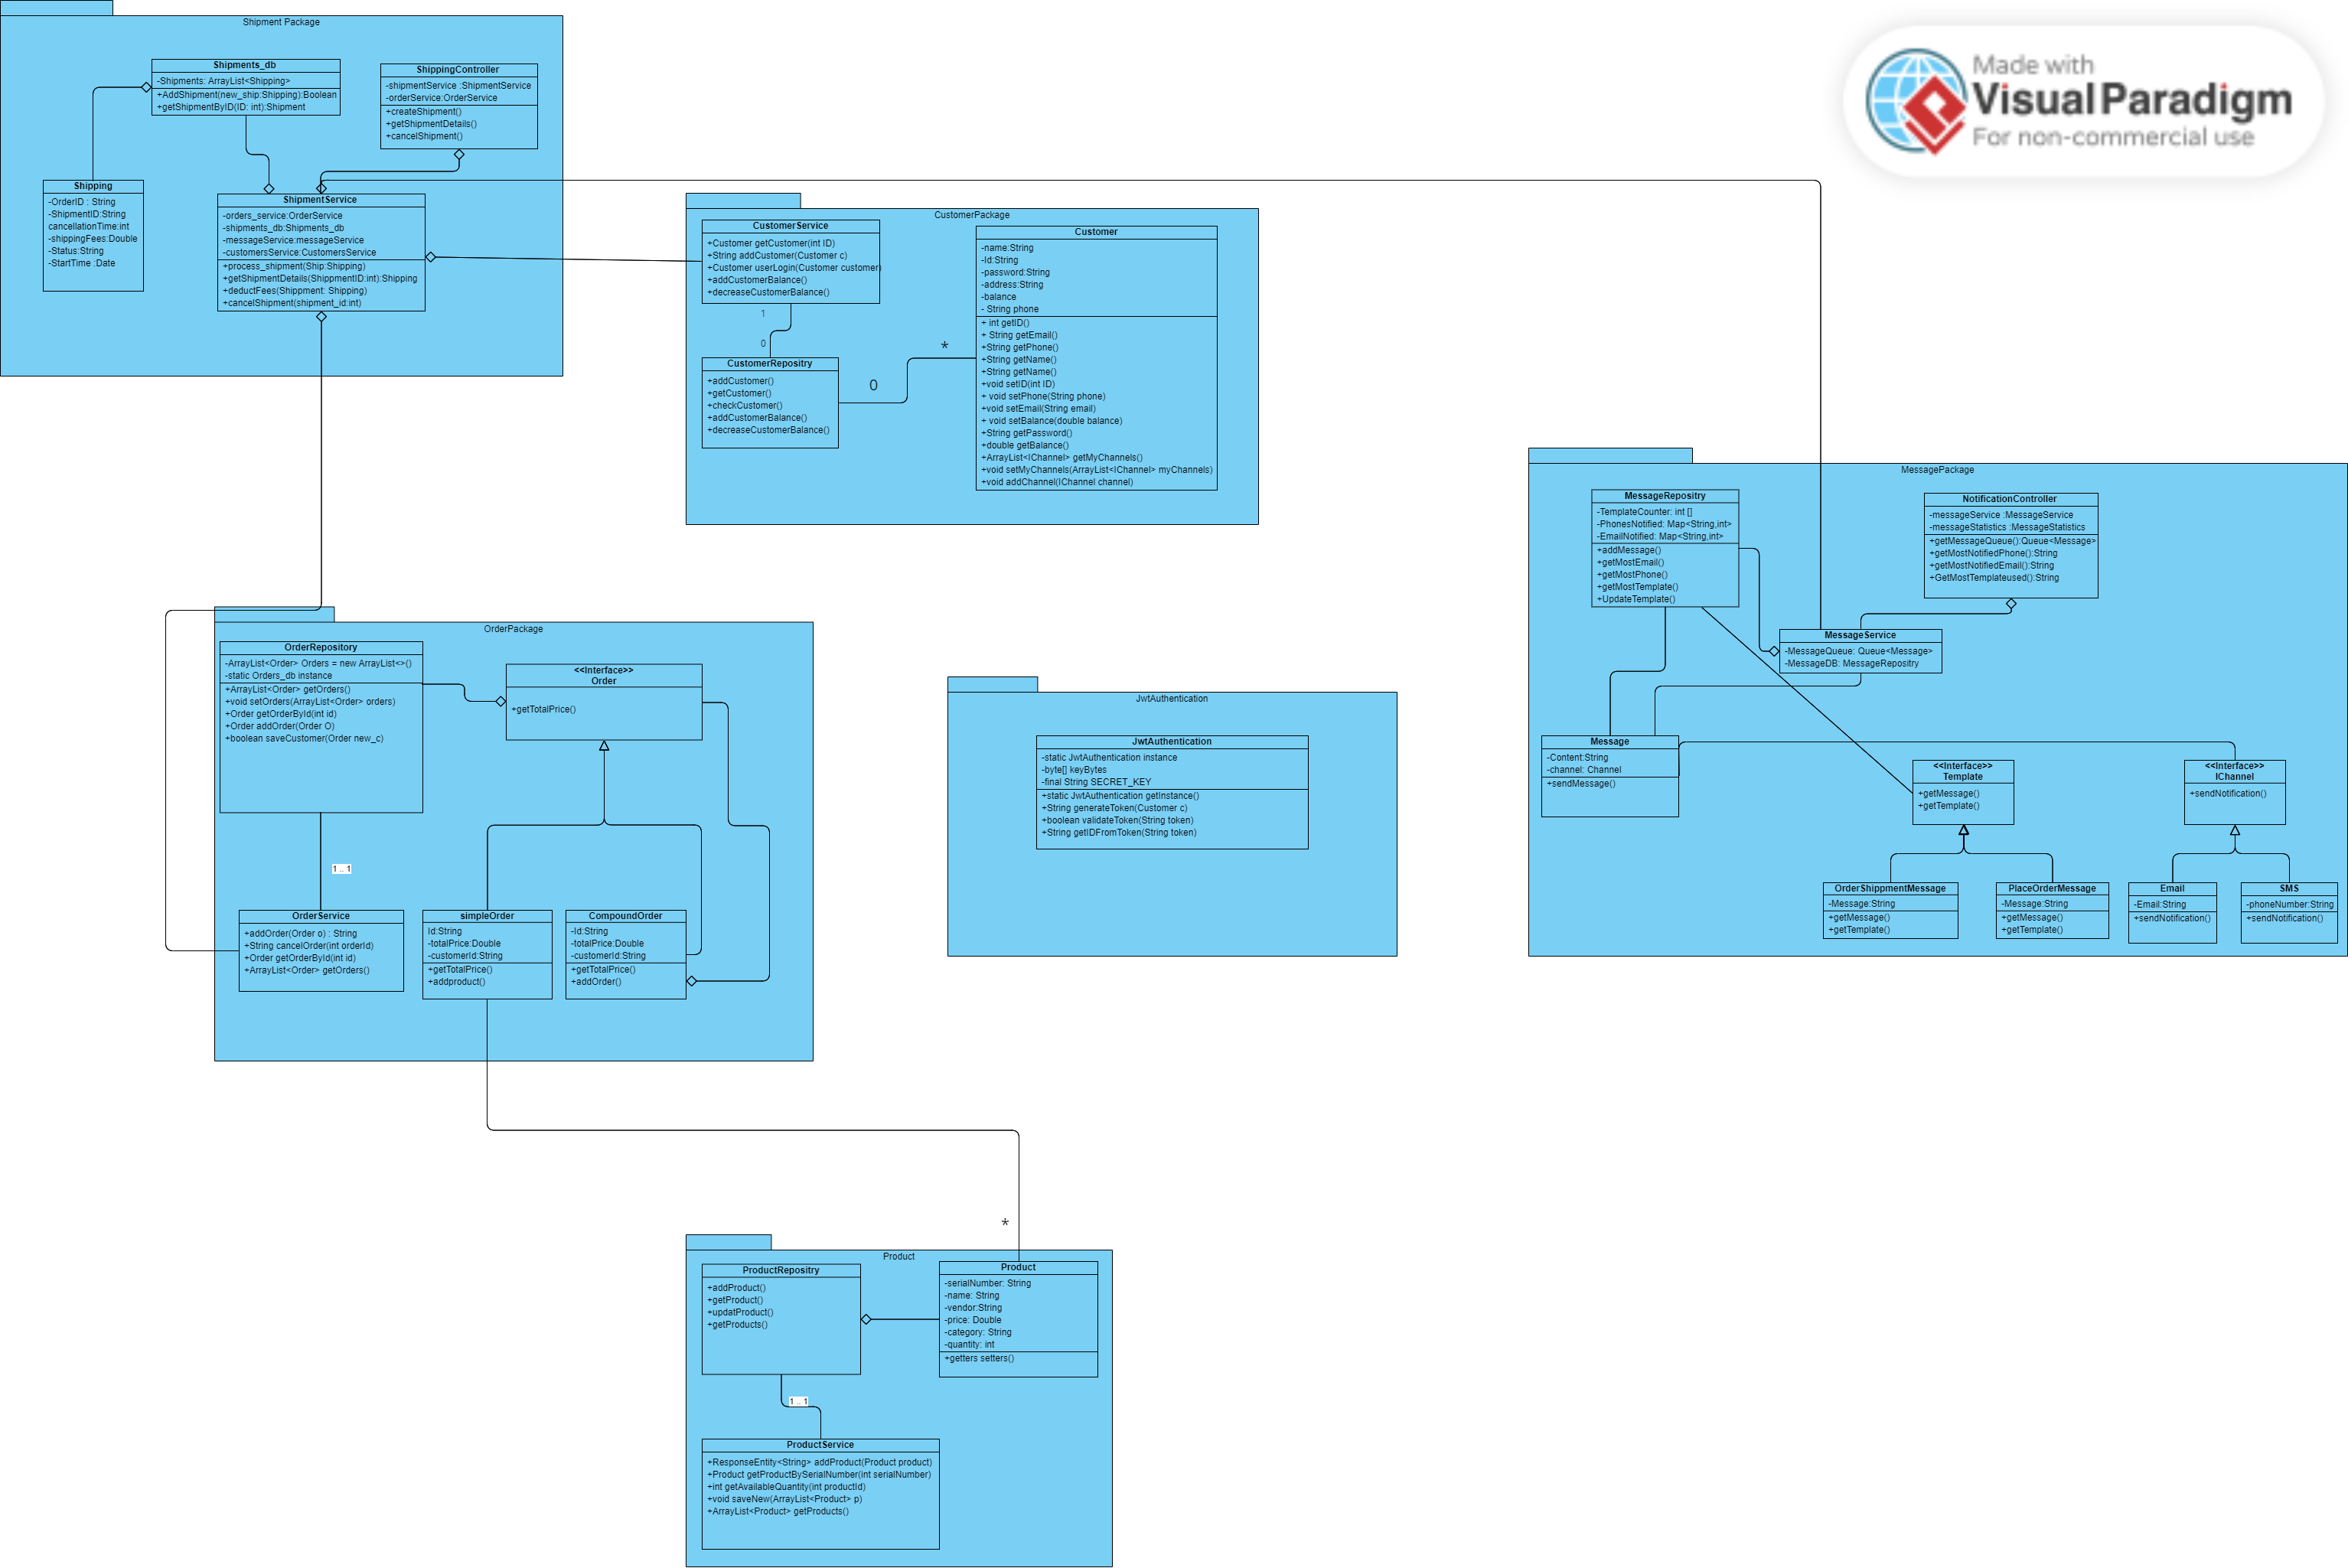 Shipment Package
Shipments_db
-Shipments: ArrayList<Shipping>
+AddShipment(new_ship:Shipping):Boolean
+getShipmentByID(ID: int):Shipment
ShippingController
-shipmentService :ShipmentService
-orderService:OrderService
+createShipment()
+getShipmentDetails()
+cancelShipment()
Shipping
-OrderID : String
-ShipmentID:String
cancellationTime:int
-shippingFees:Double
-Status:String
-StartTime :Date
ShipmentService
-orders_service:OrderService
-shipments_db:Shipments_db
-messageService:messageService
-customersService:CustomersService
+process_shipment(Ship:Shipping)
+getShipmentDetails(ShippmentID:int):Shipping
+deductFees(Shippment: Shipping)
+cancelShipment(shipment_id:int)
Made with
Visual Paradigm
For non-commercial use
CustomerPackage
CustomerService
+Customer getCustomer(int ID)
+String addCustomer(Customer c)
+Customer userLogin(Customer customer)
+addCustomerBalance()
+decreaseCustomerBalance()
1
0
CustomerRepositry
+addCustomer()
+getCustomer()
+checkCustomer()
+addCustomerBalance()
+decreaseCustomerBalance()
0
*
Customer
-name:String
-Id:String
-password:String
-address:String
-balance
- String phone
+ int getID()
+ String getEmail()
+String getPhone()
+String getName()
+String getName()
+void setID(int ID)
+ void setPhone(String phone)
+void setEmail(String email)
+ void setBalance(double balance)
+String getPassword()
+double getBalance()
+ArrayList<IChannel> getMyChannels()
+void setMyChannels(ArrayList<IChannel> myChannels)
+void addChannel(IChannel channel)
MessagePackage
MessageRepositry
-TemplateCounter: int []
-PhonesNotified: Map<String,int>
-EmailNotified: Map<String,int>
+addMessage()
+getMostEmail()
+getMostPhone()
+getMostTemplate()
+UpdateTemplate()
NotificationController
-messageService :MessageService
-messageStatistics :MessageStatistics
+getMessageQueue():Queue<Message>
+getMostNotifiedPhone():String
+getMostNotifiedEmail():String
+GetMostTemplateused():String
MessageService
-MessageQueue: Queue<Message>
-MessageDB: MessageRepositry
Message
-Content:String
-channel: Channel
+sendMessage()
<<Interface>>
Template
+getMessage()
+getTemplate()
<<Interface>>
IChannel
+sendNotification()
OrderShippmentMessage
-Message:String
+getMessage()
+getTemplate()
PlaceOrderMessage
-Message:String
+getMessage()
+getTemplate()
Email
-Email:String
+sendNotification()
SMS
-phoneNumber:String
+sendNotification()
OrderPackage
OrderRepository
-ArrayList<Order> Orders = new ArrayList<>()
-static Orders_db instance
+ArrayList<Order> getOrders()
+void setOrders(ArrayList<Order> orders)
+Order getOrderById(int id)
+Order addOrder(Order O)
+boolean saveCustomer(Order new_c)
<<Interface>>
Order
+getTotalPrice()
1 .. 1
OrderService
+addOrder(Order o) : String
+String cancelOrder(int orderId)
+Order getOrderById(int id)
+ArrayList<Order> getOrders()
simpleOrder
Id:String
-totalPrice:Double
-customerId:String
+getTotalPrice()
+addproduct()
CompoundOrder
-Id:String
-totalPrice:Double
-customerId:String
+getTotalPrice()
+addOrder()
JwtAuthentication
JwtAuthentication
-static JwtAuthentication instance
-byte[] keyBytes
-final String SECRET_KEY
+static JwtAuthentication getInstance()
+String generateToken(Customer c)
+boolean validateToken(String token)
+String getIDFromToken(String token)
*
Product
ProductRepositry
+addProduct()
+getProduct()
+updatProduct()
+getProducts()
Product
-serialNumber: String
-name: String
-vendor:String
-price: Double
-category: String
-quantity: int
+getters setters()
1 .. 1
ProductService
+ResponseEntity<String> addProduct(Product product)
+Product getProductBySerialNumber(int serialNumber)
+int getAvailableQuantity(int productId)
+void saveNew(ArrayList<Product> p)
+ArrayList<Product> getProducts()